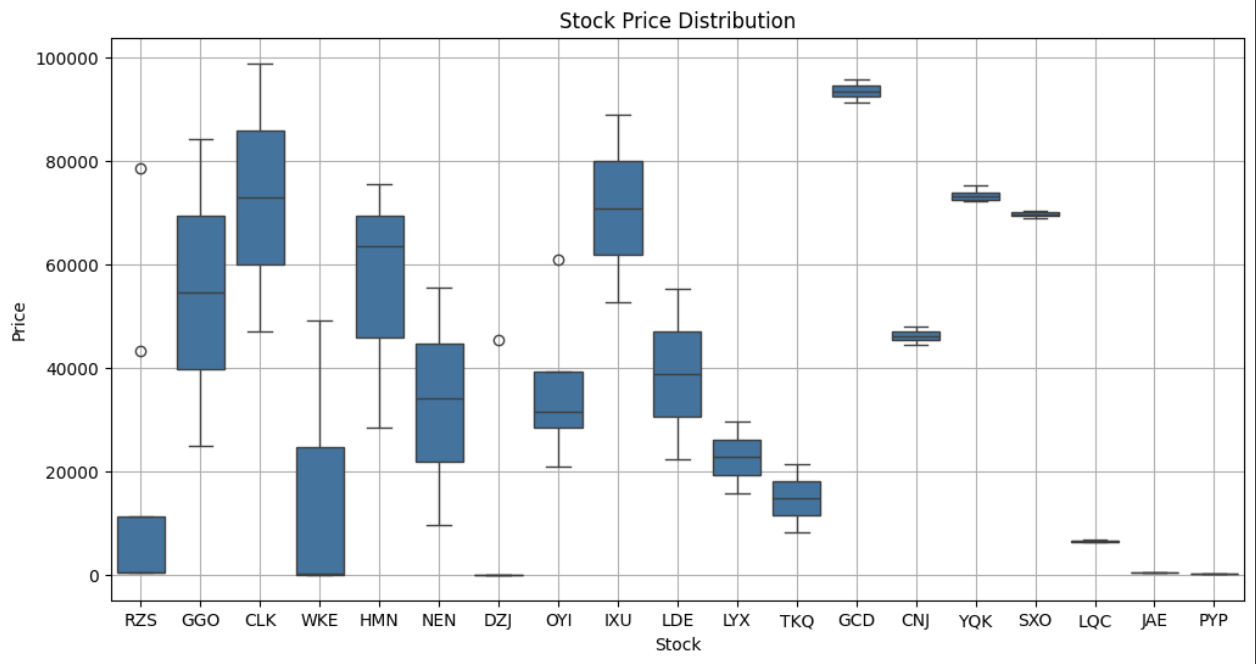 Stock Price Distribution
Price
100000
80000
60000
40000
20000
0
RZS GGO CLK WKE HMN NEN DZJ OYI IXU LDE LYX TKQ GCD CNJ YQK SXO LQC JAE PYP
Stock